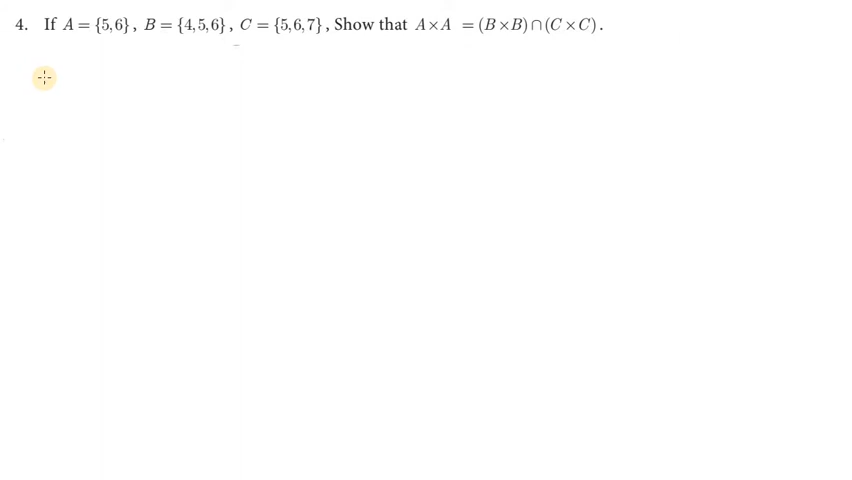 4. If A = {5,6}, B = {4,5,6}, C = {5,6,7}, Show that A×A = (B×B)∩(C×C).